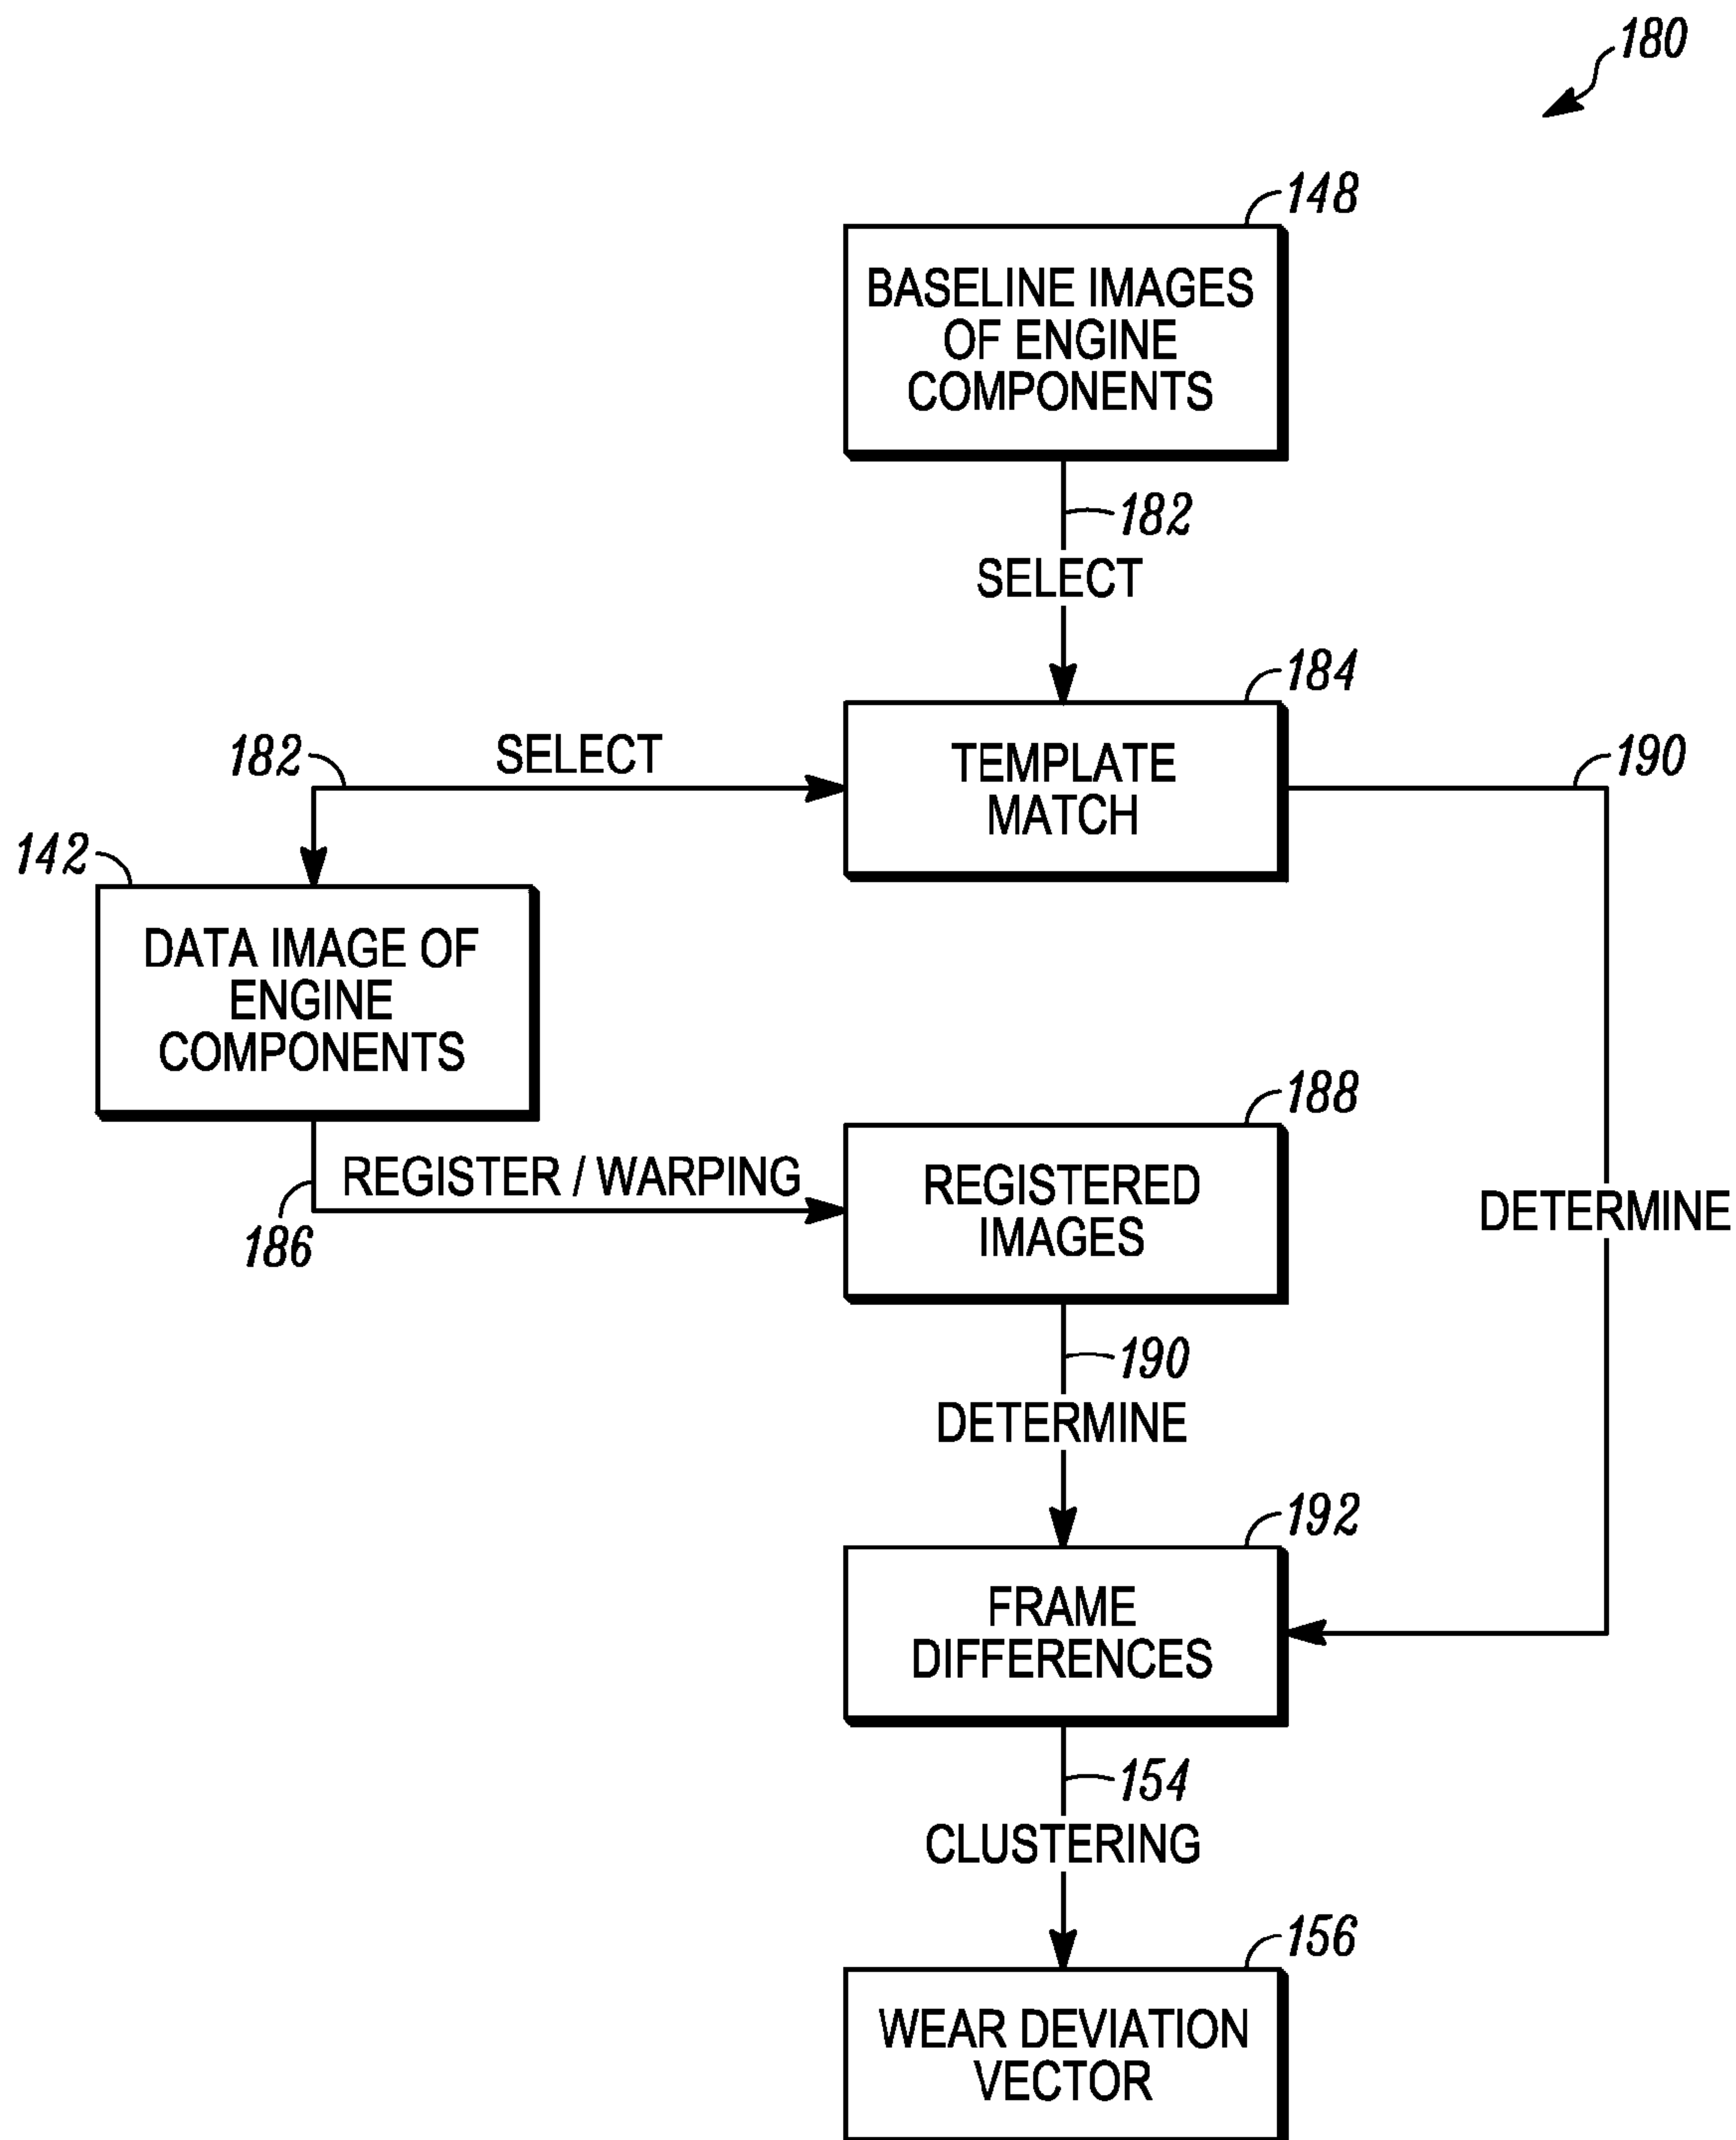 180
148
BASELINE IMAGES
OF ENGINE
COMPONENTS
182
SELECT
184
TEMPLATE
MATCH
182
SELECT
190
142
DATA IMAGE OF
ENGINE
COMPONENTS
188
REGISTER / WARPING
186
REGISTERED
IMAGES
DETERMINE
190
DETERMINE
192
FRAME
DIFFERENCES
154
CLUSTERING
156
WEAR DEVIATION
VECTOR